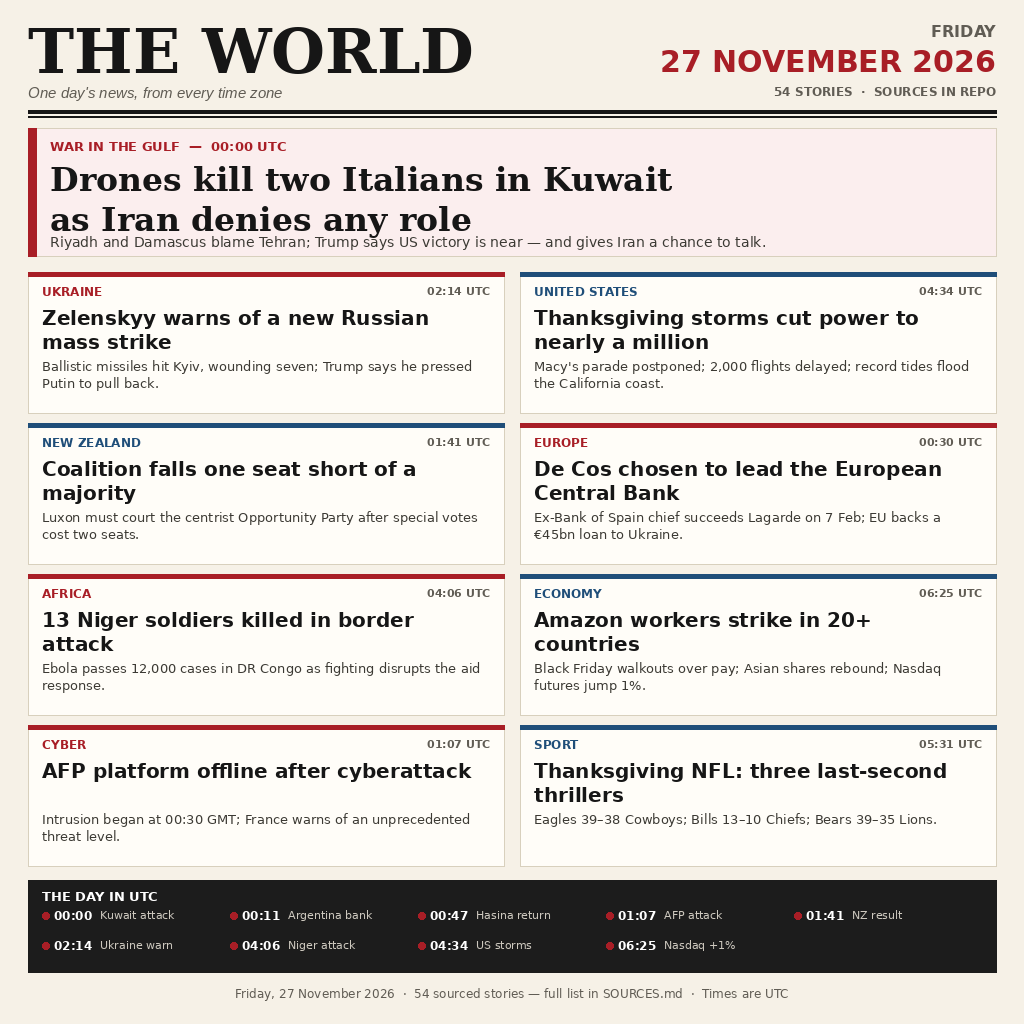 THE WORLD
One day's news, from every time zone
FRIDAY
27 NOVEMBER 2026
54 STORIES · SOURCES IN REPO
WAR IN THE GULF — 00:00 UTC
Drones kill two Italians in Kuwait
as Iran denies any role
Riyadh and Damascus blame Tehran; Trump says US victory is near — and gives Iran a chance to talk.
UKRAINE 02:14 UTC
Zelenskyy warns of a new Russian
mass strike
Ballistic missiles hit Kyiv, wounding seven; Trump says he pressed
Putin to pull back.
UNITED STATES 04:34 UTC
Thanksgiving storms cut power to
nearly a million
Macy's parade postponed; 2,000 flights delayed; record tides flood
the California coast.
NEW ZEALAND 01:41 UTC
Coalition falls one seat short of a
majority
Luxon must court the centrist Opportunity Party after special votes
cost two seats.
EUROPE 00:30 UTC
De Cos chosen to lead the European
Central Bank
Ex-Bank of Spain chief succeeds Lagarde on 7 Feb; EU backs a
€45bn loan to Ukraine.
AFRICA 04:06 UTC
13 Niger soldiers killed in border
attack
Ebola passes 12,000 cases in DR Congo as fighting disrupts the aid
response.
ECONOMY 06:25 UTC
Amazon workers strike in 20+
countries
Black Friday walkouts over pay; Asian shares rebound; Nasdaq
futures jump 1%.
CYBER 01:07 UTC
AFP platform offline after cyberattack
Intrusion began at 00:30 GMT; France warns of an unprecedented
threat level.
SPORT 05:31 UTC
Thanksgiving NFL: three last-second
thrillers
Eagles 39–38 Cowboys; Bills 13–10 Chiefs; Bears 39–35 Lions.
THE DAY IN UTC
00:00 Kuwait attack 00:11 Argentina bank 00:47 Hasina return 01:07 AFP attack 01:41 NZ result
02:14 Ukraine warn 04:06 Niger attack 04:34 US storms 06:25 Nasdaq +1%
Friday, 27 November 2026 · 54 sourced stories — full list in SOURCES.md · Times are UTC